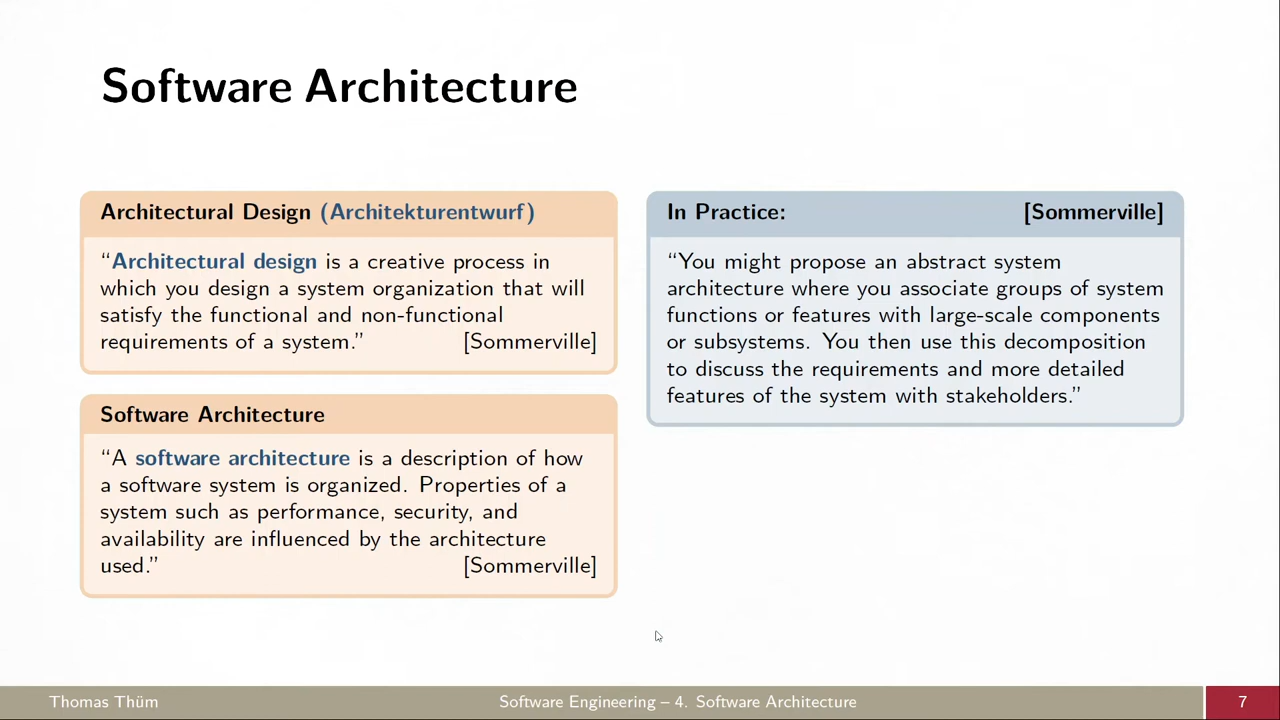 Software Architecture
Architectural Design (Architekturentwurf)
“Architectural design is a creative process in
which you design a system organization that will
satisfy the functional and non-functional
requirements of a system.” [Sommerville]
Software Architecture
“A software architecture is a description of how
a software system is organized. Properties of a
system such as performance, security, and
availability are influenced by the architecture
used.” [Sommerville]
In Practice: [Sommerville]
“You might propose an abstract system
architecture where you associate groups of system
functions or features with large-scale components
or subsystems. You then use this decomposition
to discuss the requirements and more detailed
features of the system with stakeholders.”
Thomas Thüm Software Engineering – 4. Software Architecture 7